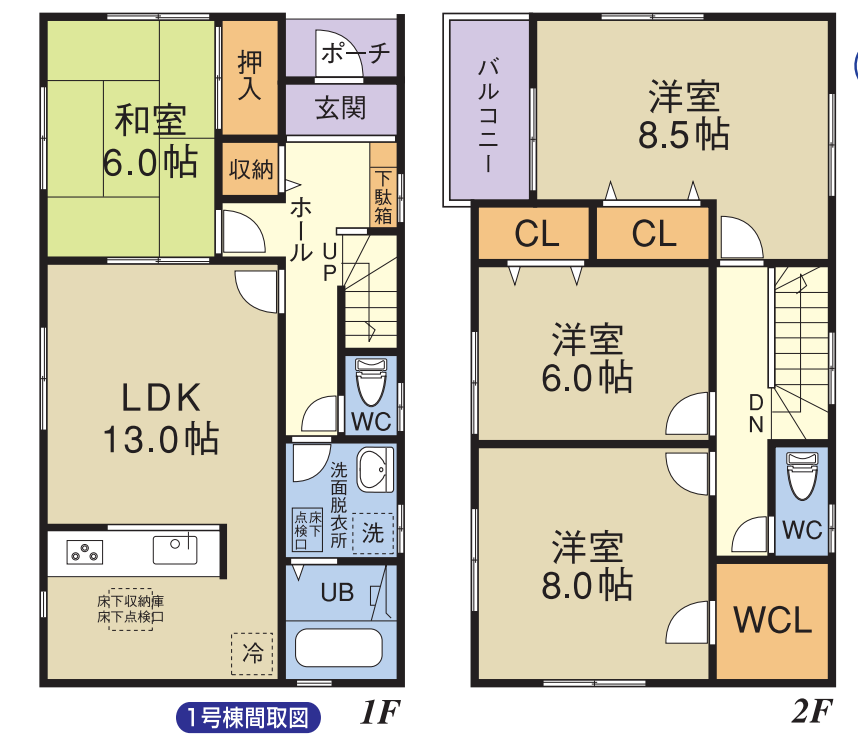 ポーチ
押入
和室
6.0帖
玄関
収納
下駄箱
ホール
UP
LDK
13.0帖
WC
洗面脱衣所
床下点検口
洗
UB
床下収納庫
床下点検口
冷
1号棟間取図
1F
バルコニー
洋室
8.5帖
CL
CL
洋室
6.0帖
DN
WC
洋室
8.0帖
WCL
2F